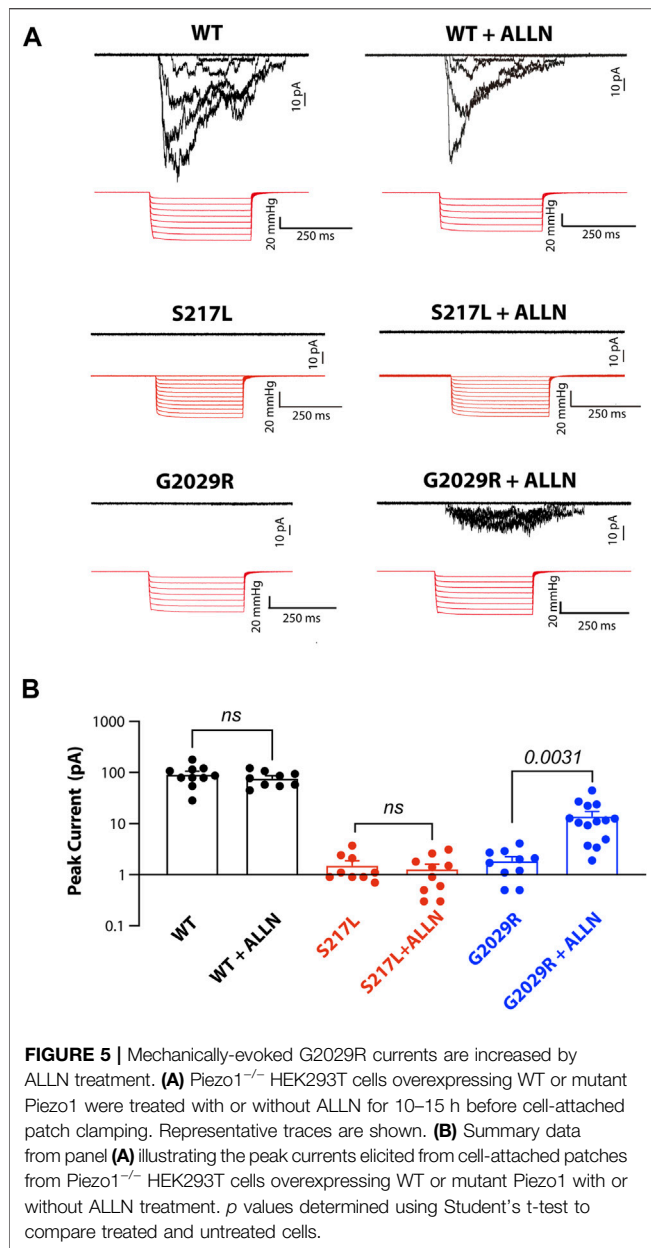 A
WT
WT + ALLN
10 pA
10 pA
20 mmHg
250 ms
20 mmHg
250 ms
S217L
S217L + ALLN
10 pA
10 pA
20 mmHg
250 ms
20 mmHg
250 ms
G2029R
G2029R + ALLN
10 pA
10 pA
20 mmHg
250 ms
20 mmHg
250 ms
B
Peak Current (pA)
1000
100
10
1
0.1
ns
ns
0.0031
WT
WT + ALLN
S217L
S217L+ALLN
G2029R
G2029R + ALLN
FIGURE 5 | Mechanically-evoked G2029R currents are increased by
ALLN treatment. (A) Piezo1−/− HEK293T cells overexpressing WT or mutant
Piezo1 were treated with or without ALLN for 10–15 h before cell-attached
patch clamping. Representative traces are shown. (B) Summary data
from panel (A) illustrating the peak currents elicited from cell-attached patches
from Piezo1−/− HEK293T cells overexpressing WT or mutant Piezo1 with or
without ALLN treatment. p values determined using Student's t-test to
compare treated and untreated cells.